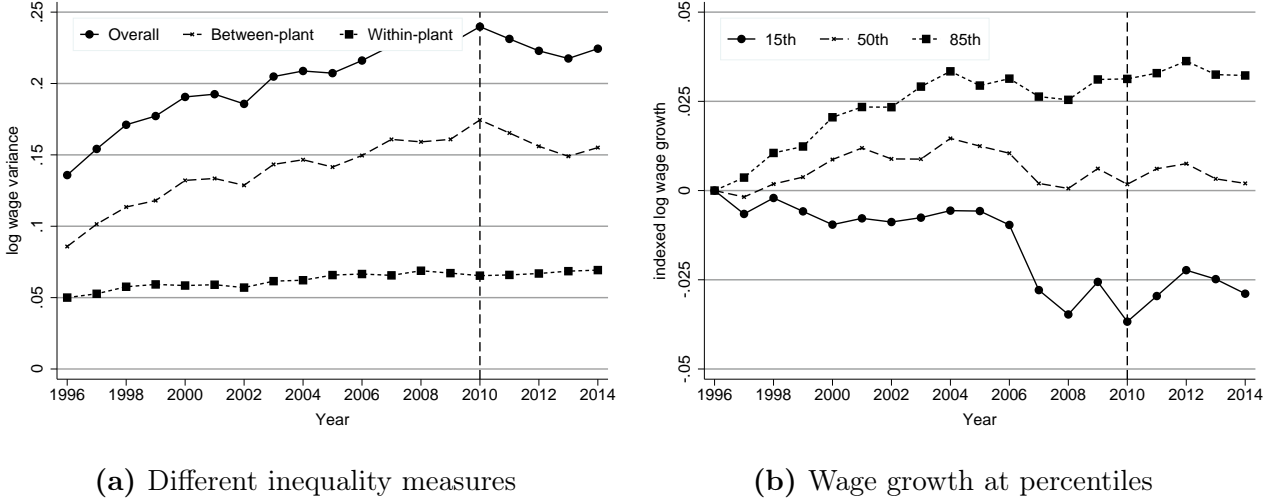 .25
Overall Between-plant Within-plant
.2
.15
.1
.05
0
log wage variance
1996 1998 2000 2002 2004 2006 2008 2010 2012 2014
Year
(a) Different inequality measures
.05
15th 50th 85th
.025
0
-.025
-.05
indexed log wage growth
1996 1998 2000 2002 2004 2006 2008 2010 2012 2014
Year
(b) Wage growth at percentiles